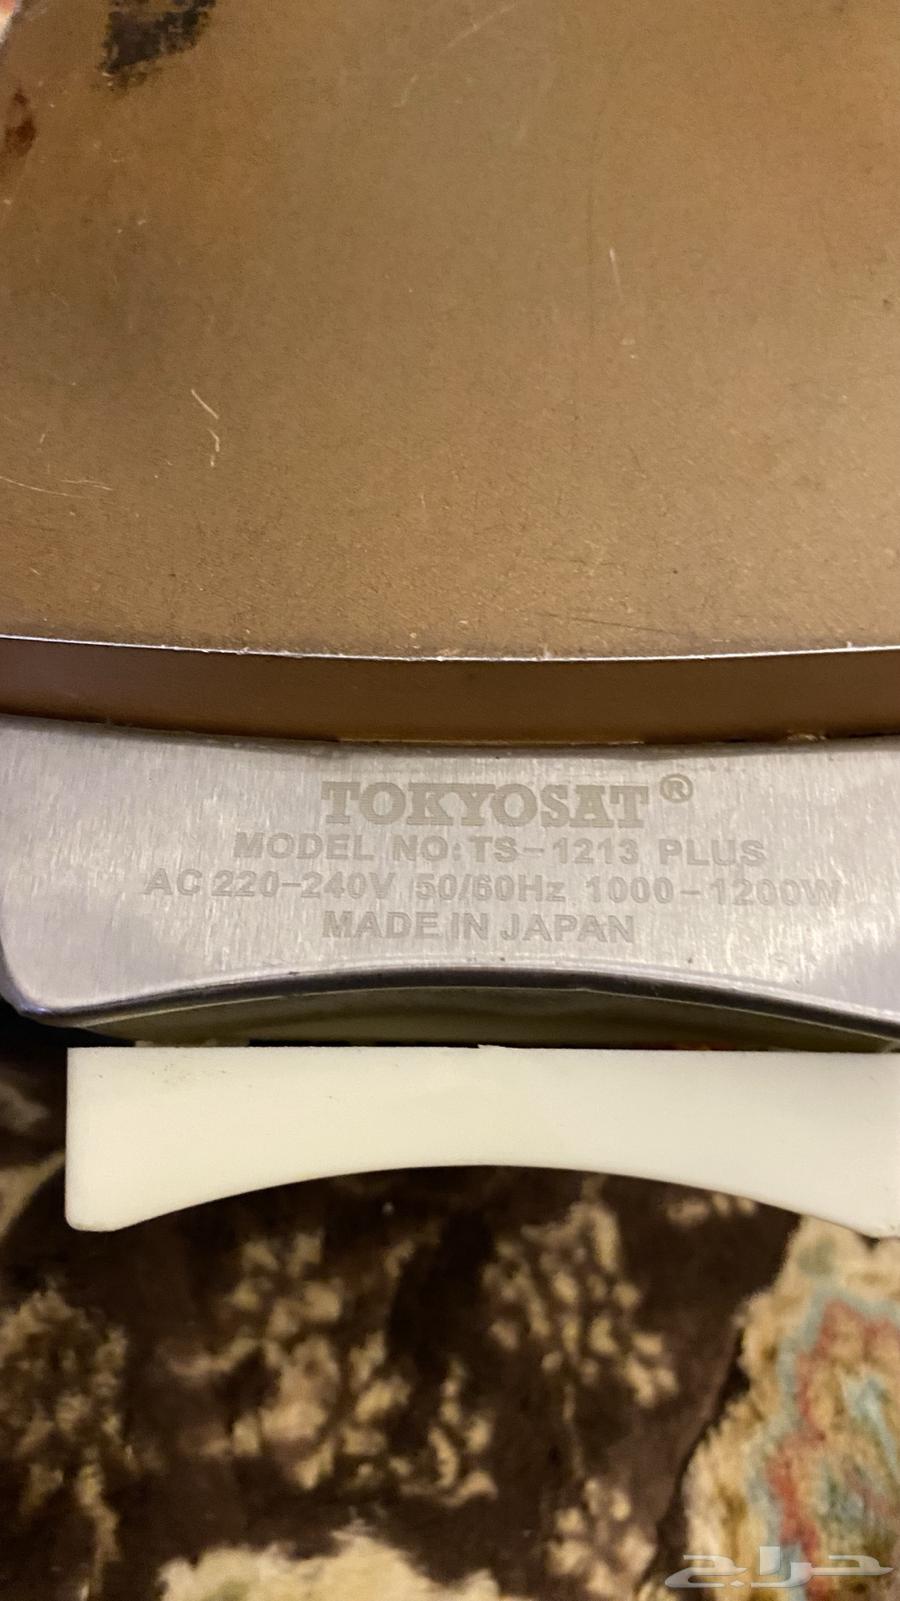 TOKYOSAT®
MODEL NO: TS-1213 PLUS
AC 220-240V 50/60Hz 1000-1200W
MADE IN JAPAN
حراج